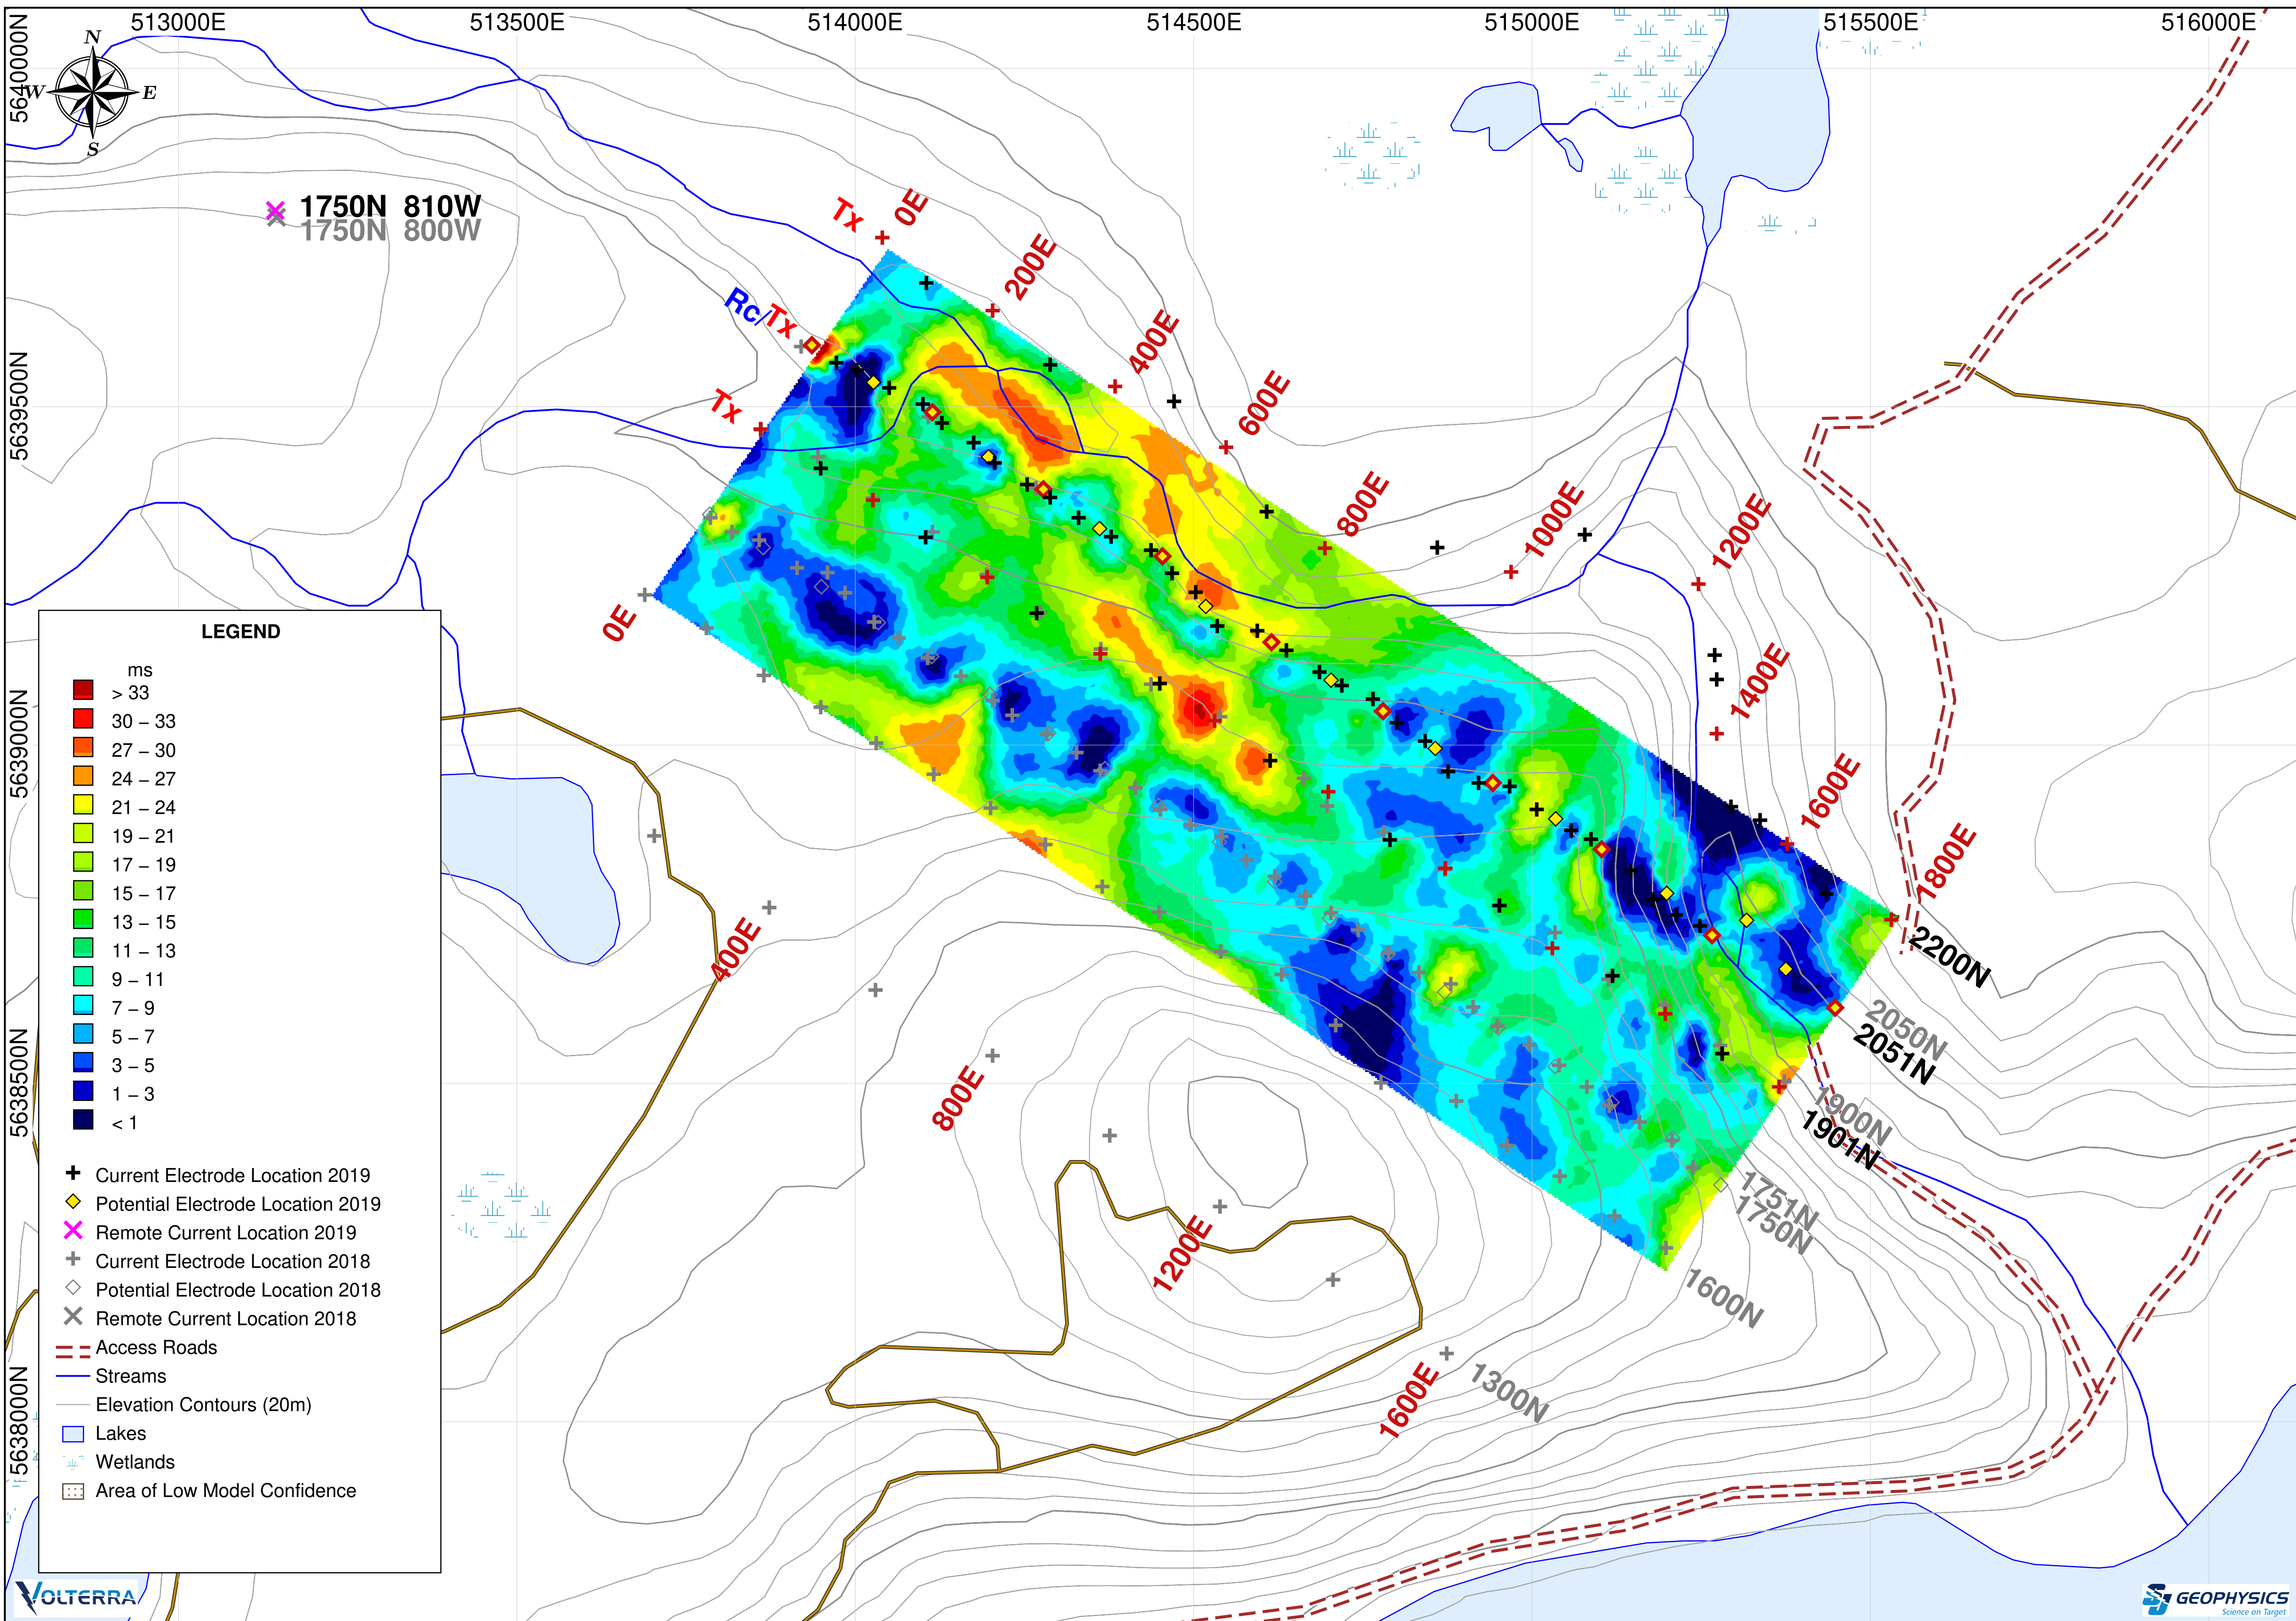 513000E 513500E 514000E 514500E 515000E 515500E 516000E
5640000N
5639500N
5639000N
5638500N
5638000N
N
W E
S
1750N 810W
1750N 800W
Tx 0E
200E
Rc/Tx
400E
Tx
600E
800E
1000E
1200E
1400E
1600E
1800E
0E
400E
800E
1200E
1600E
2200N
2050N
2051N
1900N
1901N
1751N
1750N
1600N
1300N
LEGEND
ms
> 33
30 – 33
27 – 30
24 – 27
21 – 24
19 – 21
17 – 19
15 – 17
13 – 15
11 – 13
9 – 11
7 – 9
5 – 7
3 – 5
1 – 3
< 1
Current Electrode Location 2019
Potential Electrode Location 2019
Remote Current Location 2019
Current Electrode Location 2018
Potential Electrode Location 2018
Remote Current Location 2018
Access Roads
Streams
Elevation Contours (20m)
Lakes
Wetlands
Area of Low Model Confidence
VOLTERRA
SJ GEOPHYSICS
Science on Target